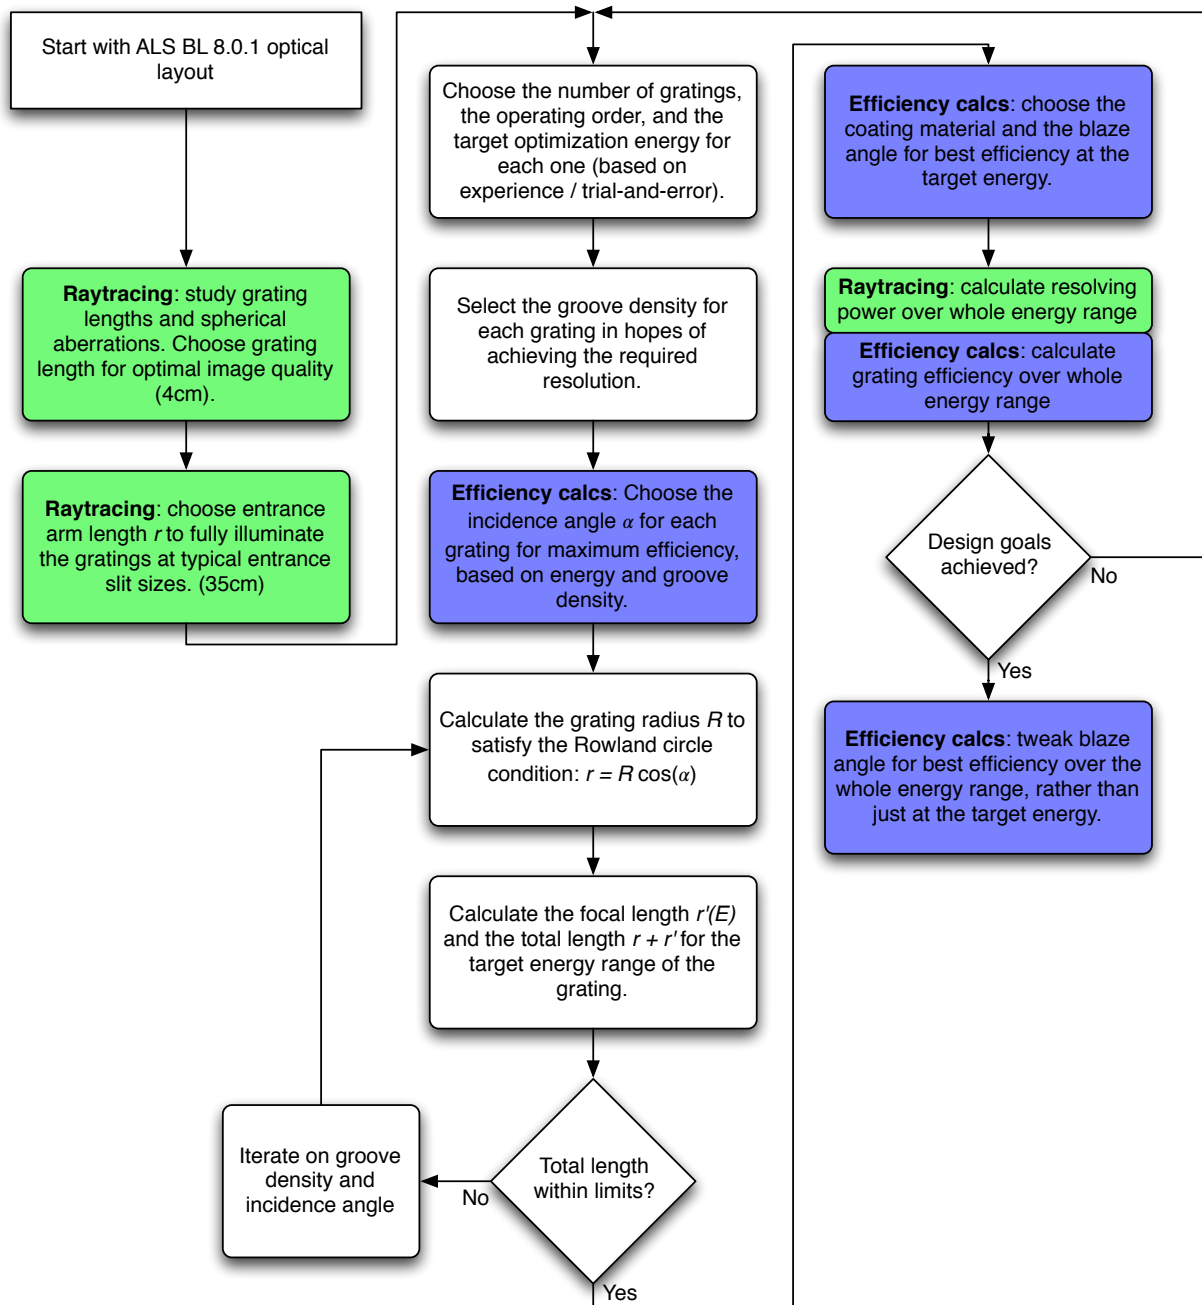 Start with ALS BL 8.0.1 optical
layout
Raytracing: study grating
lengths and spherical
aberrations. Choose grating
length for optimal image quality
(4cm).
Raytracing: choose entrance
arm length r to fully illuminate
the gratings at typical entrance
slit sizes. (35cm)
Choose the number of gratings,
the operating order, and the
target optimization energy for
each one (based on
experience / trial-and-error).
Select the groove density for
each grating in hopes of
achieving the required
resolution.
Efficiency calcs: Choose the
incidence angle α for each
grating for maximum efficiency,
based on energy and groove
density.
Calculate the grating radius R to
satisfy the Rowland circle
condition: r = R cos(α)
Calculate the focal length r'(E)
and the total length r + r' for the
target energy range of the
grating.
Total length
within limits?
No
Iterate on groove
density and
incidence angle
Yes
Efficiency calcs: choose the
coating material and the blaze
angle for best efficiency at the
target energy.
Raytracing: calculate resolving
power over whole energy range
Efficiency calcs: calculate
grating efficiency over whole
energy range
Design goals
achieved?
No
Yes
Efficiency calcs: tweak blaze
angle for best efficiency over the
whole energy range, rather than
just at the target energy.